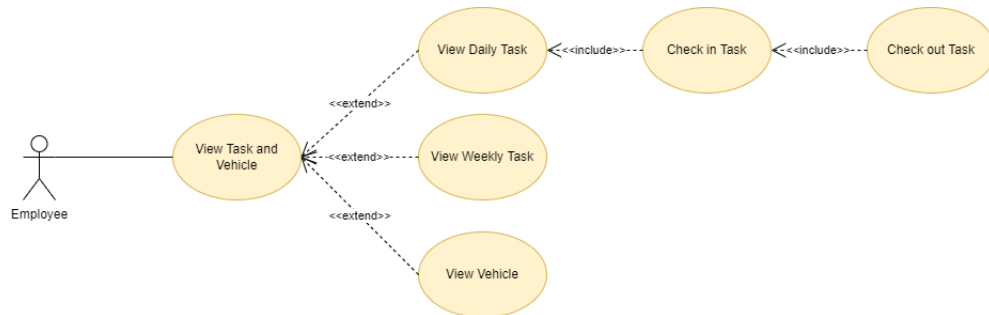 View Daily Task
<<include>>
Check in Task
<<include>>
Check out Task
<<extend>>
View Task and
Vehicle
<<extend>>
View Weekly Task
Employee
<<extend>>
View Vehicle